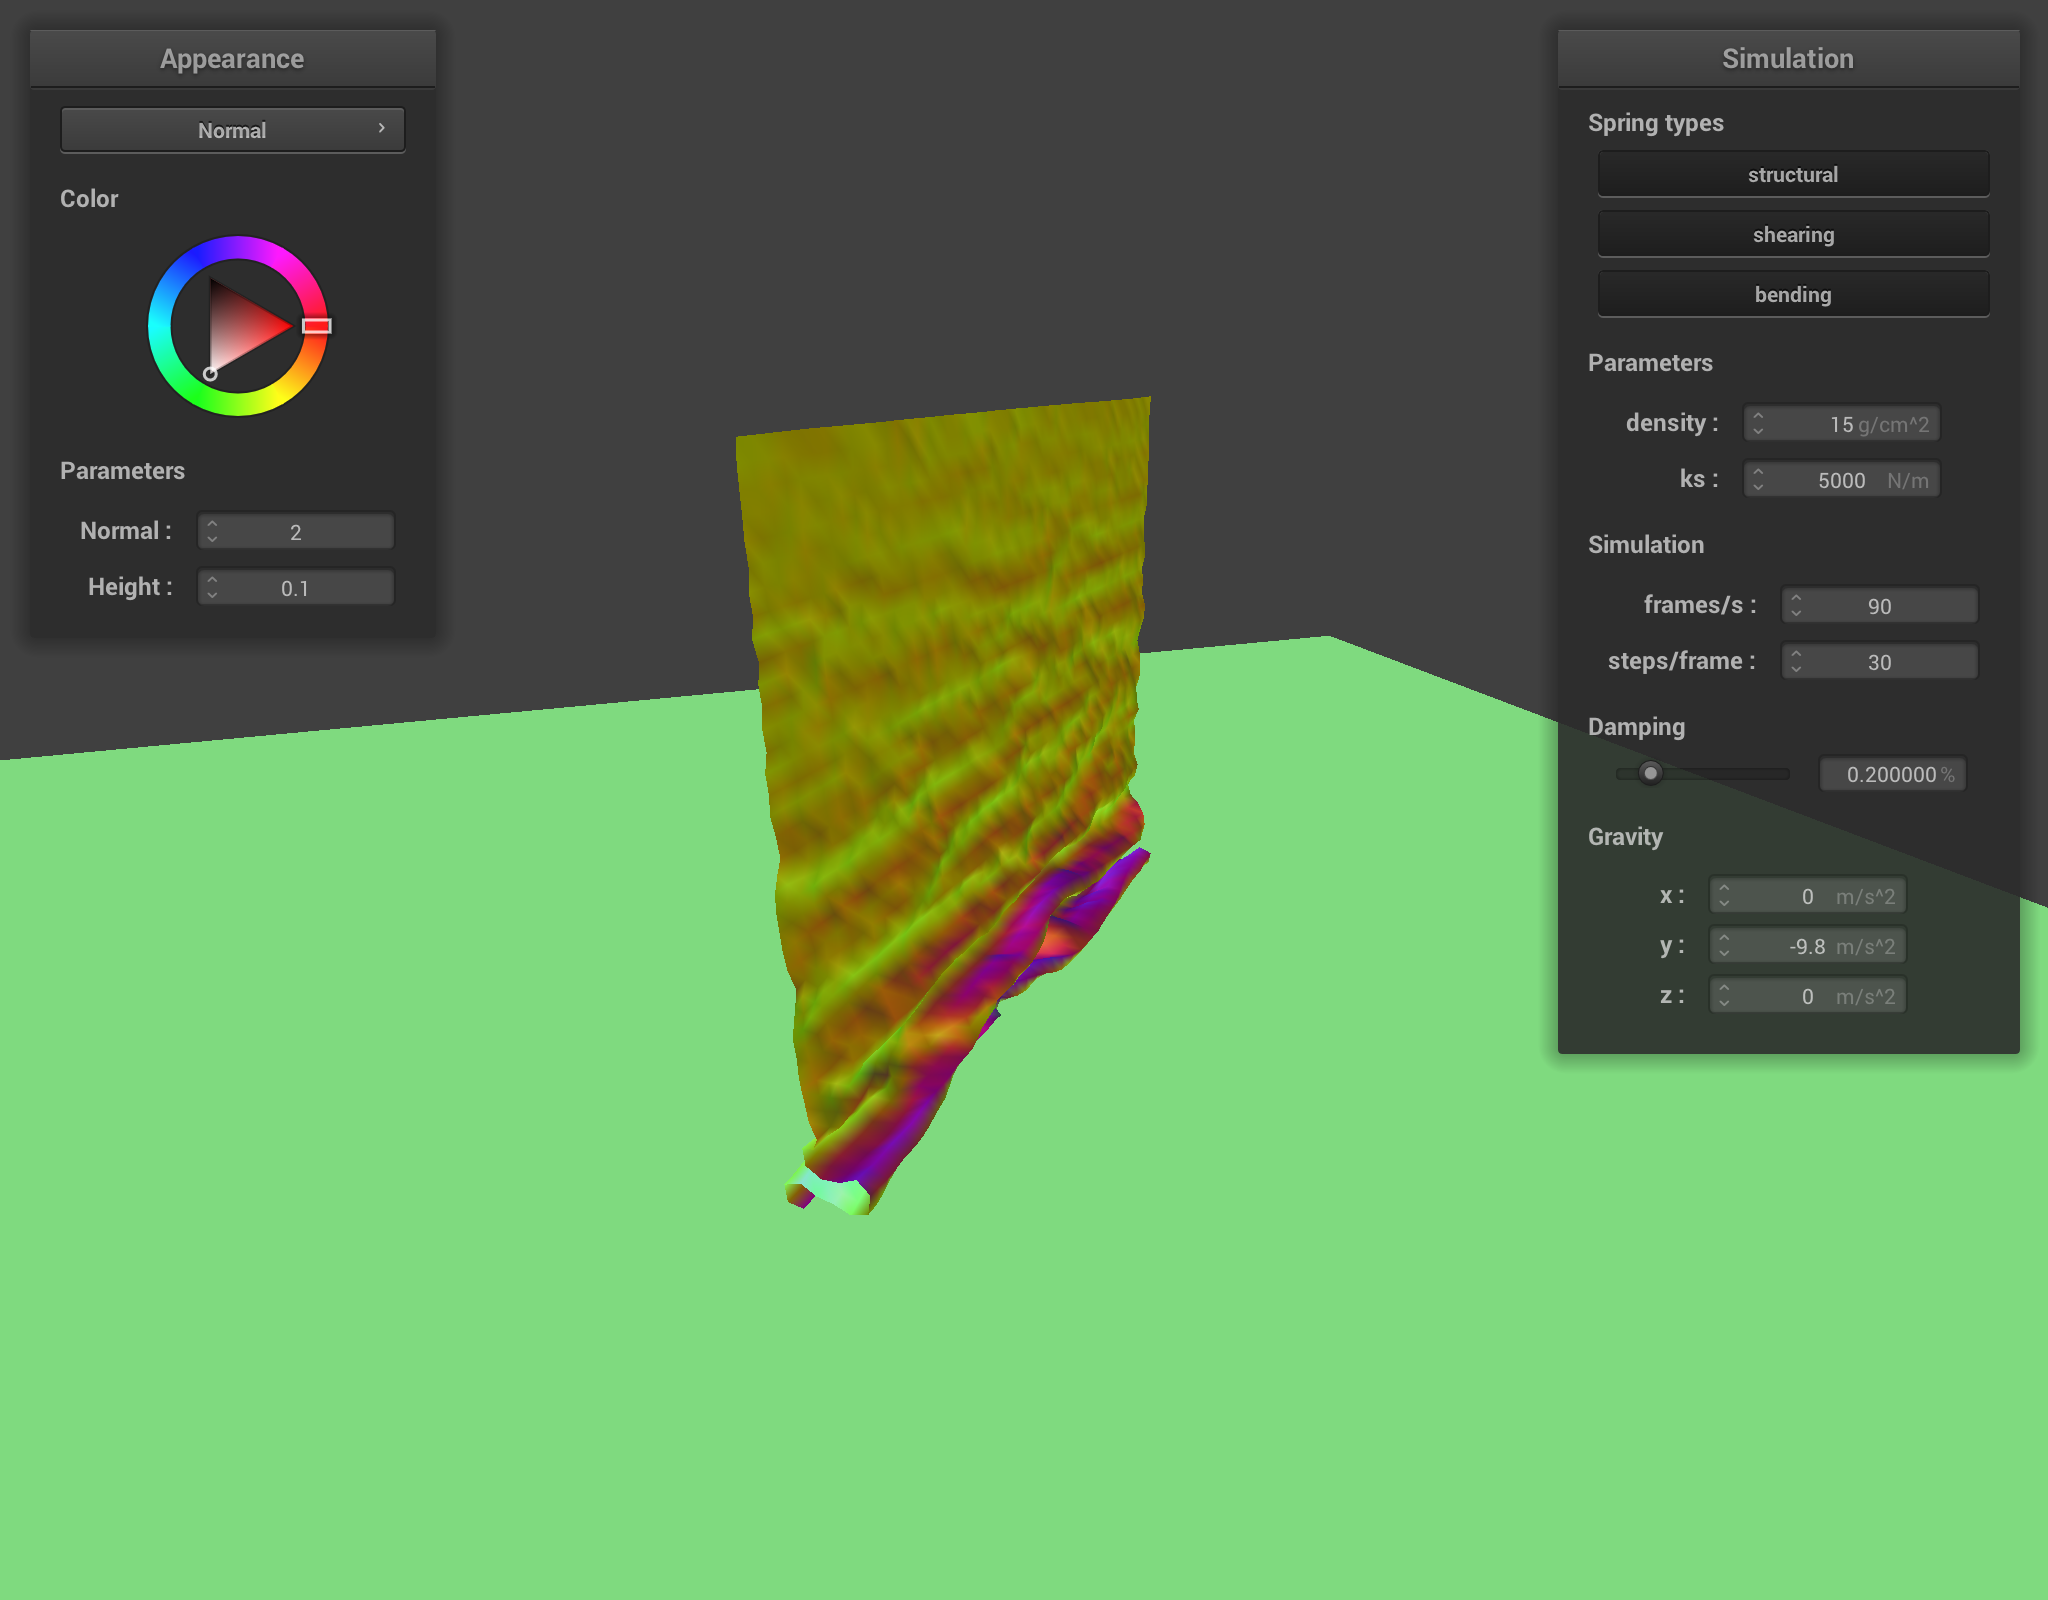 Appearance
Normal
Color
Parameters
Normal : 2
Height : 0.1
Simulation
Spring types
structural
shearing
bending
Parameters
density : 15 g/cm^2
ks : 5000 N/m
Simulation
frames/s : 90
steps/frame : 30
Damping
0.200000 %
Gravity
x : 0 m/s^2
y : -9.8 m/s^2
z : 0 m/s^2